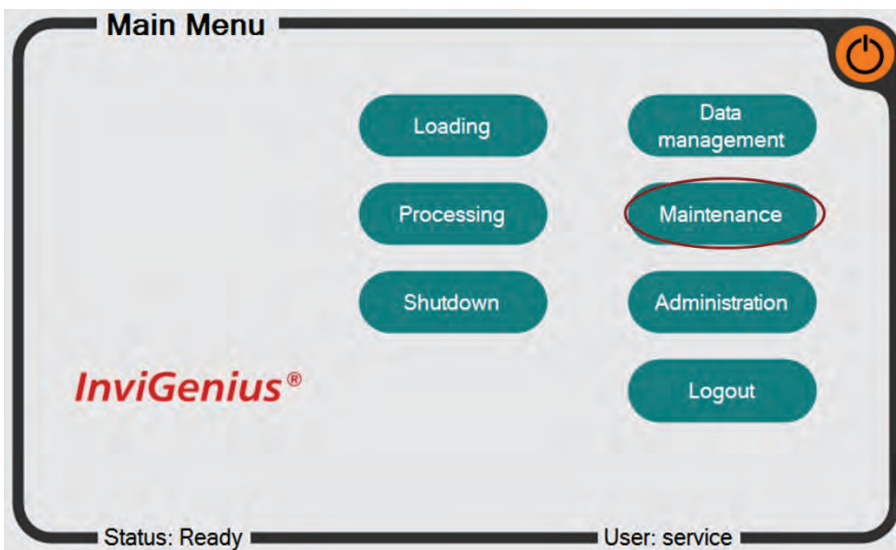 Main Menu
Loading
Data
management
Processing
Maintenance
Shutdown
Administration
InviGenius®
Logout
Status: Ready
User: service